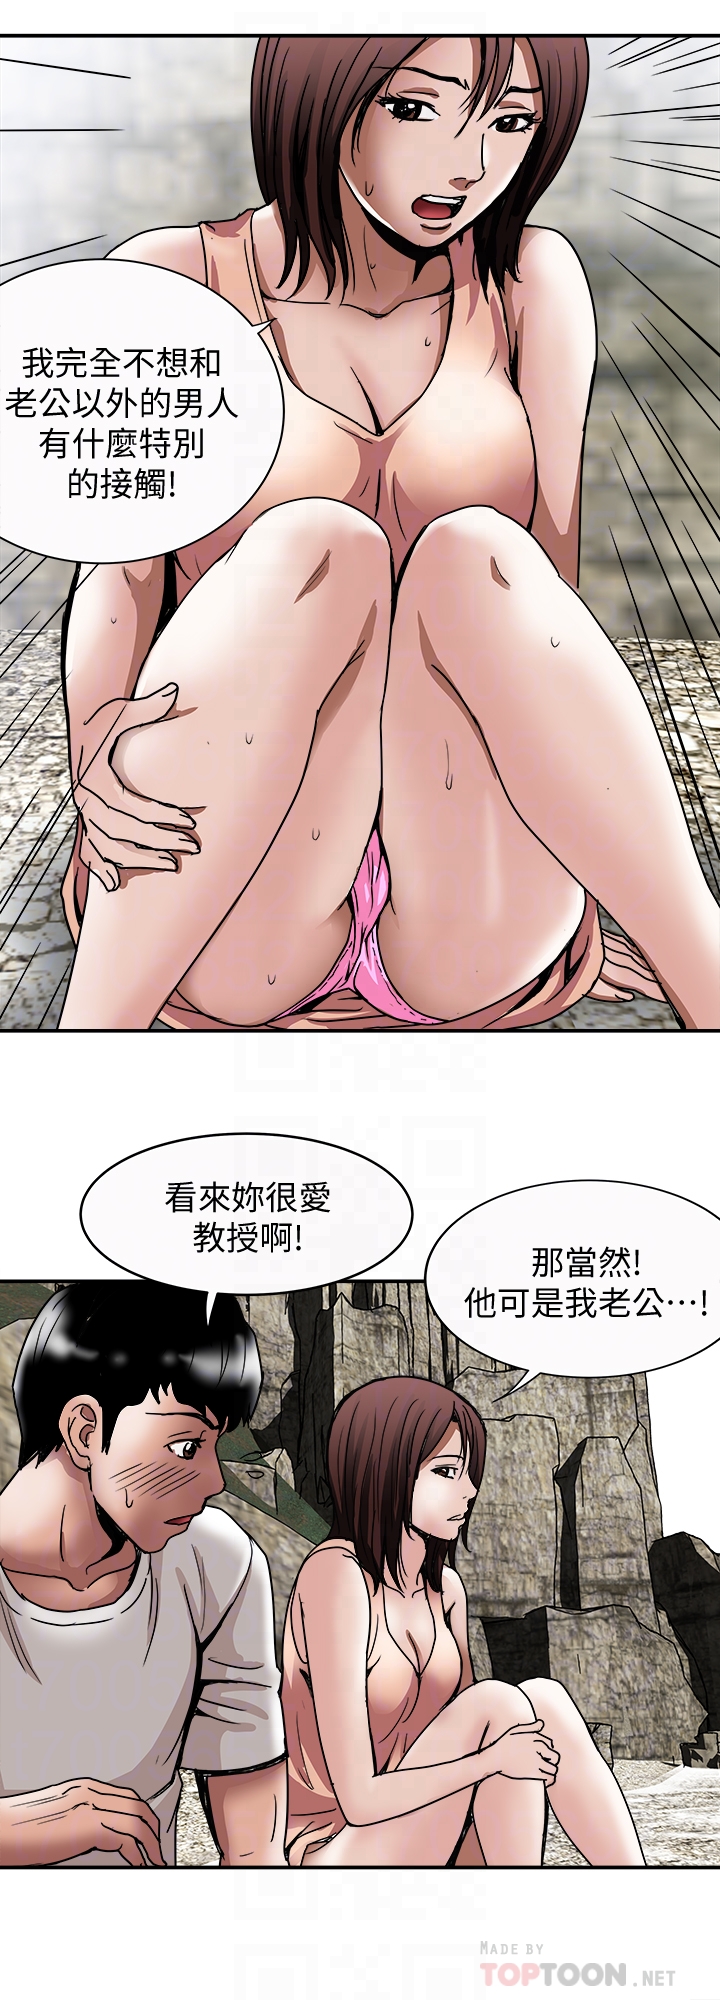 我完全不想和
老公以外的男人
有什麼特別
的接觸!
看來妳很愛
教授啊!
那當然!
他可是我老公…!
MADE BY
TOPTOON.NET